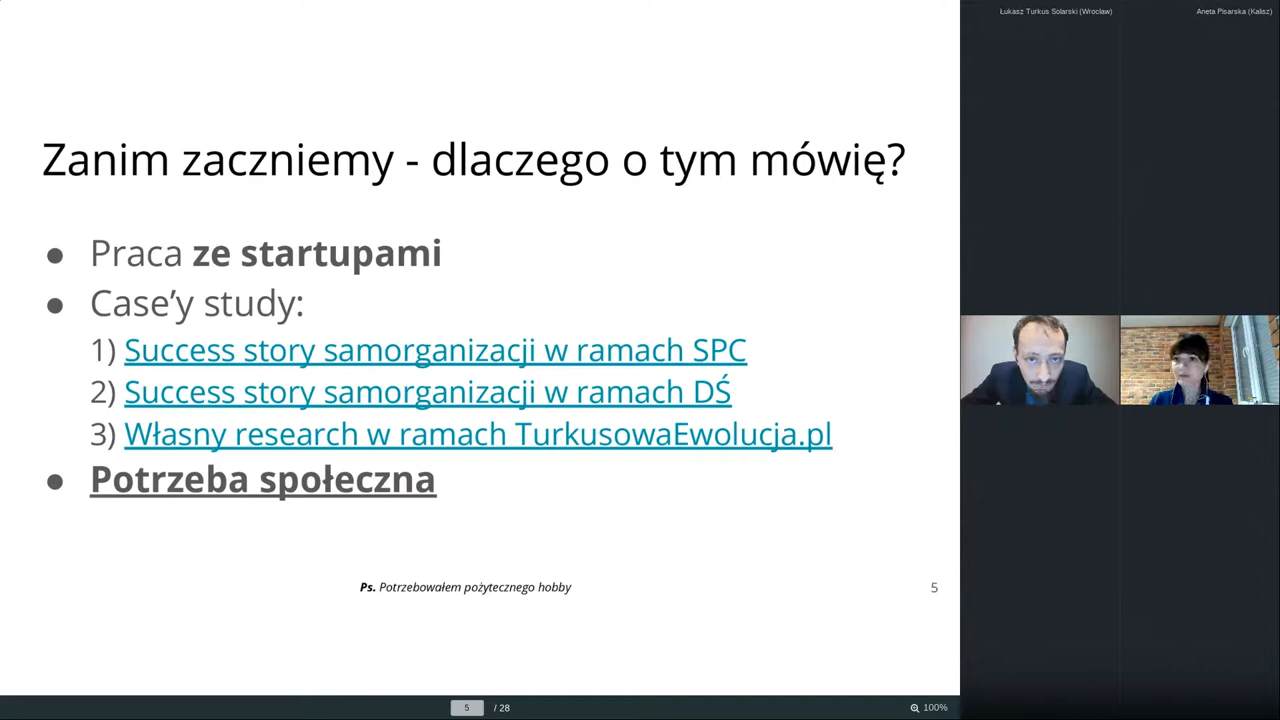 Łukasz Turkus Solarski (Wrocław)
Aneta Pisarska (Kalisz)
Zanim zaczniemy - dlaczego o tym mówię?
● Praca ze startupami
● Case’y study:
1) Success story samorganizacji w ramach SPC
2) Success story samorganizacji w ramach DŚ
3) Własny research w ramach TurkusowaEwolucja.pl
● Potrzeba społeczna
Ps. Potrzebowałem pożytecznego hobby
5
5 / 28
100%